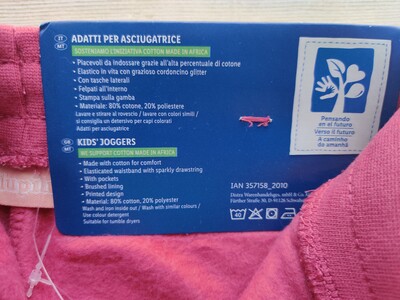 IT
MT
ADATTI PER ASCIUGATRICE
SOSTENIAMO L'INIZIATIVA COTTON MADE IN AFRICA
• Piacevoli da indossare grazie all'alta percentuale di cotone
• Elastico in vita con grazioso cordoncino glitter
• Con tasche laterali
• Felpati all'interno
• Stampa sulla gamba
• Materiale: 80% cotone, 20% poliestere
Lavare e stirare al rovescio / lavare con colori simili /
si consiglia un detersivo per capi colorati
Adatti per asciugatrice
GB
MT
KIDS' JOGGERS
WE SUPPORT COTTON MADE IN AFRICA
• Made with cotton for comfort
• Elasticated waistband with sparkly drawstring
• With pockets
• Brushed lining
• Printed design
• Material: 80% cotton, 20% polyester
Wash and iron inside out / Wash with similar colours /
Use colour detergent
Suitable for tumble dryers
Pensando
en el futuro
Verso il futuro
A caminho
do amanhã
IAN 357158_2010
40
lupi